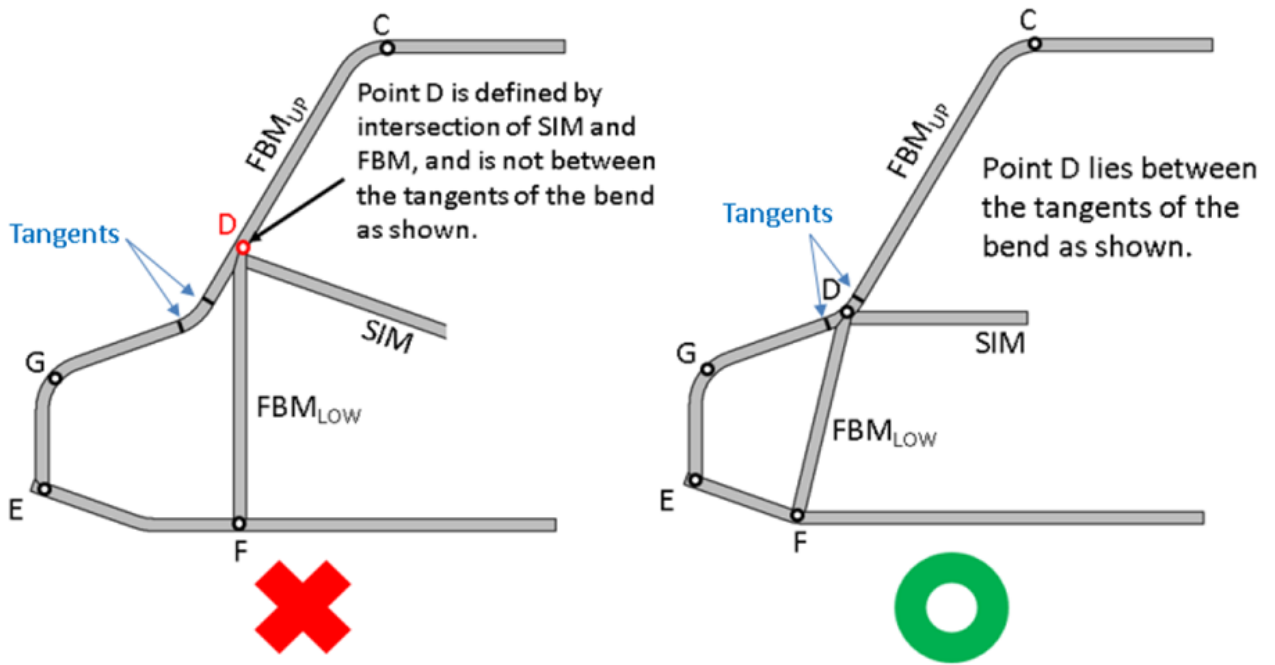 C
Point D is defined by
intersection of SIM and
FBM, and is not between
the tangents of the bend
as shown.
FBMUP
D
Tangents
SIM
G
FBMLOW
E
F
C
FBMUP
Point D lies between
the tangents of the
bend as shown.
Tangents
D
SIM
G
FBMLOW
E
F